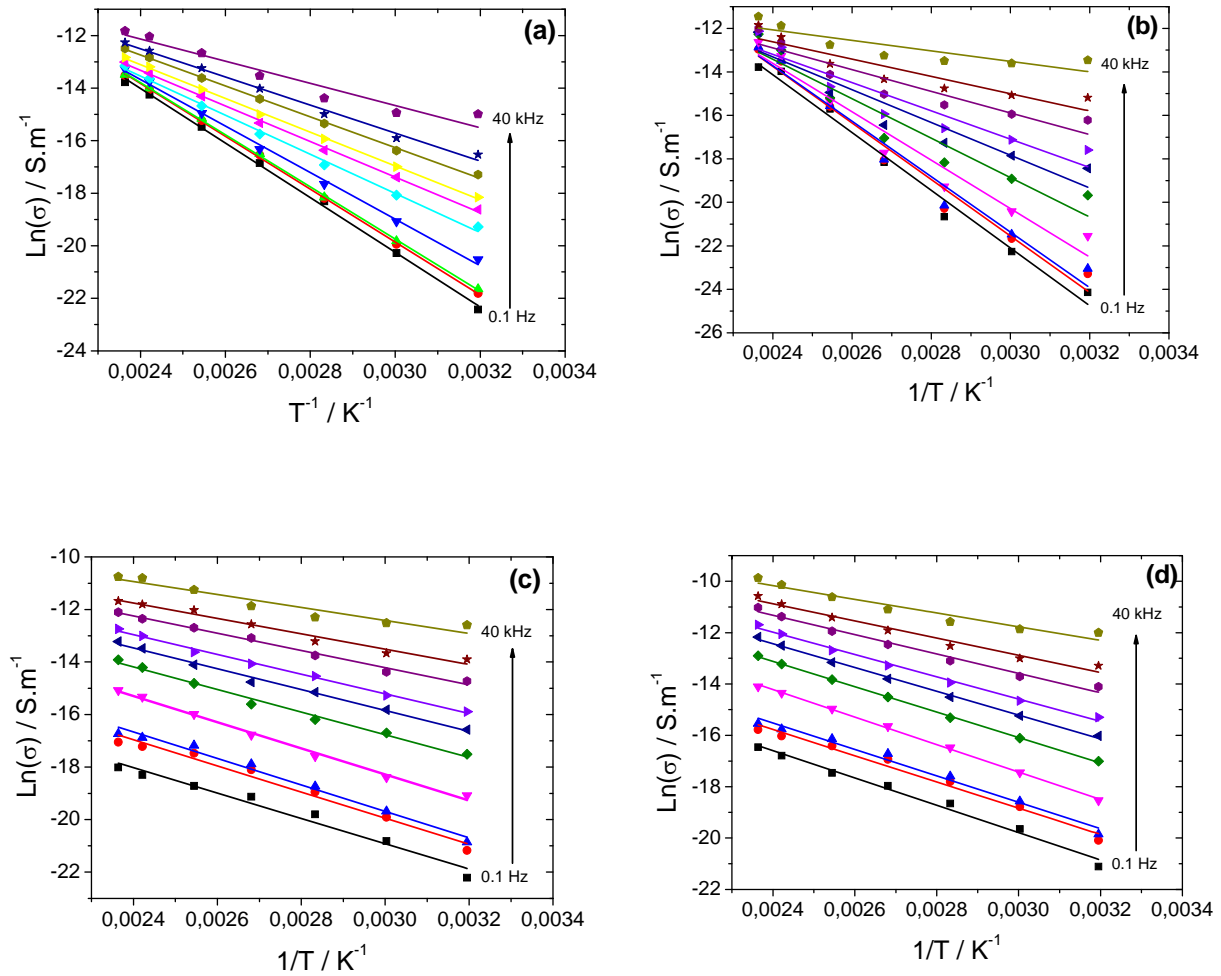 (a)
-12
-14
-16
-18
-20
-22
-24
Ln(σ) / S.m⁻¹
40 kHz
0.1 Hz
0,0024 0,0026 0,0028 0,0030 0,0032 0,0034
T⁻¹ / K⁻¹
(b)
-12
-14
-16
-18
-20
-22
-24
-26
Ln(σ) / S.m⁻¹
40 kHz
0.1 Hz
0,0024 0,0026 0,0028 0,0030 0,0032 0,0034
1/T / K⁻¹
(c)
-10
-12
-14
-16
-18
-20
-22
Ln(σ) / S.m⁻¹
40 kHz
0.1 Hz
0,0024 0,0026 0,0028 0,0030 0,0032 0,0034
1/T / K⁻¹
(d)
-10
-12
-14
-16
-18
-20
-22
Ln(σ) / S.m⁻¹
40 kHz
0.1 Hz
0,0024 0,0026 0,0028 0,0030 0,0032 0,0034
1/T / K⁻¹